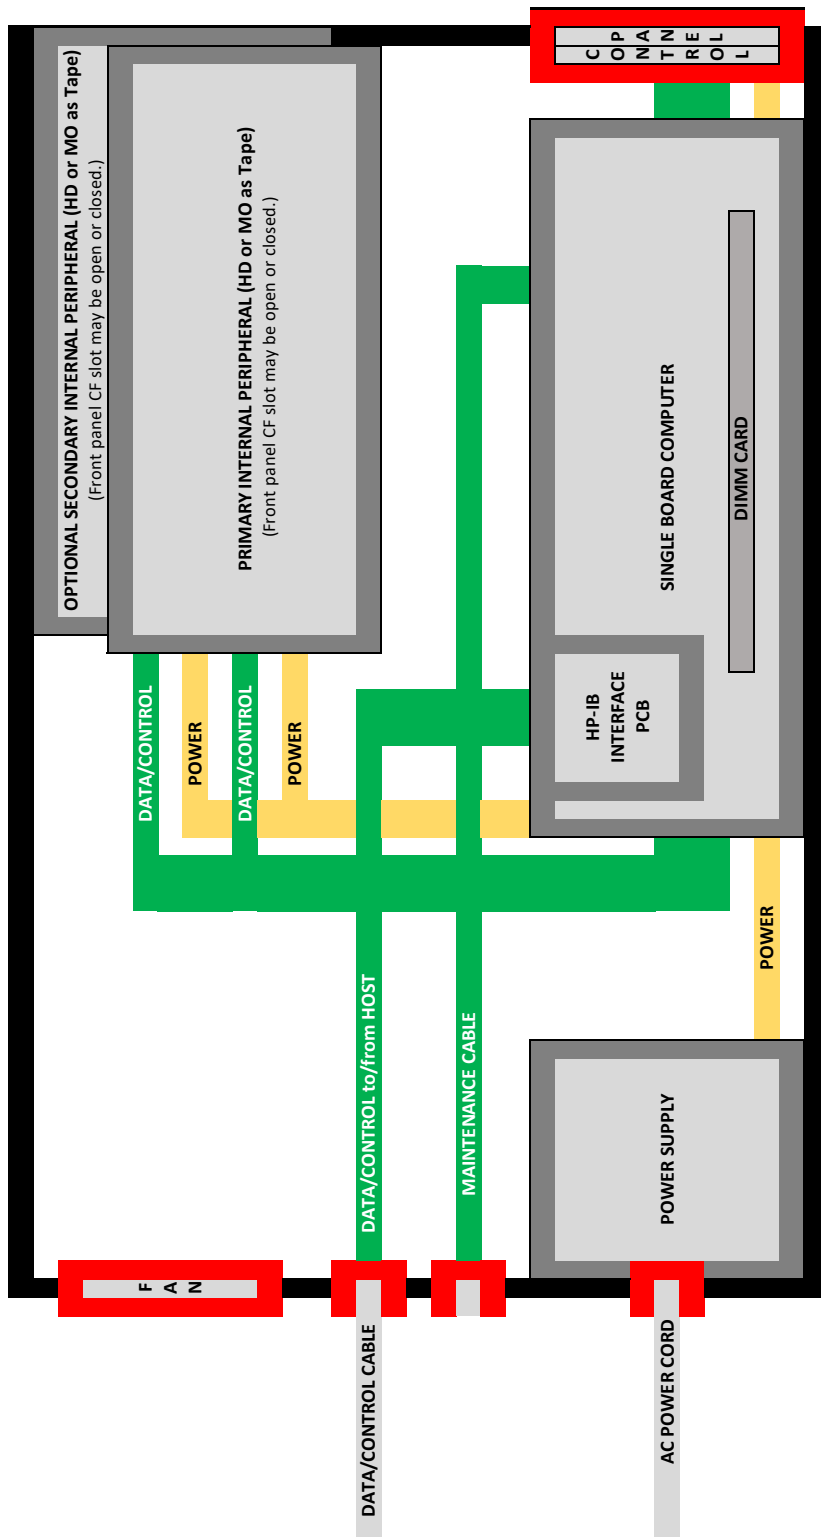 OPTIONAL SECONDARY INTERNAL PERIPHERAL (HD or MO as Tape)
(Front panel CF slot may be open or closed.)
PRIMARY INTERNAL PERIPHERAL (HD or MO as Tape)
(Front panel CF slot may be open or closed.)
CONTROL
PANEL
SINGLE BOARD COMPUTER
DIMM CARD
HP-IB
INTERFACE
PCB
DATA/CONTROL
POWER
DATA/CONTROL
POWER
POWER
DATA/CONTROL to/from HOST
MAINTENANCE CABLE
POWER SUPPLY
FAN
DATA/CONTROL CABLE
AC POWER CORD